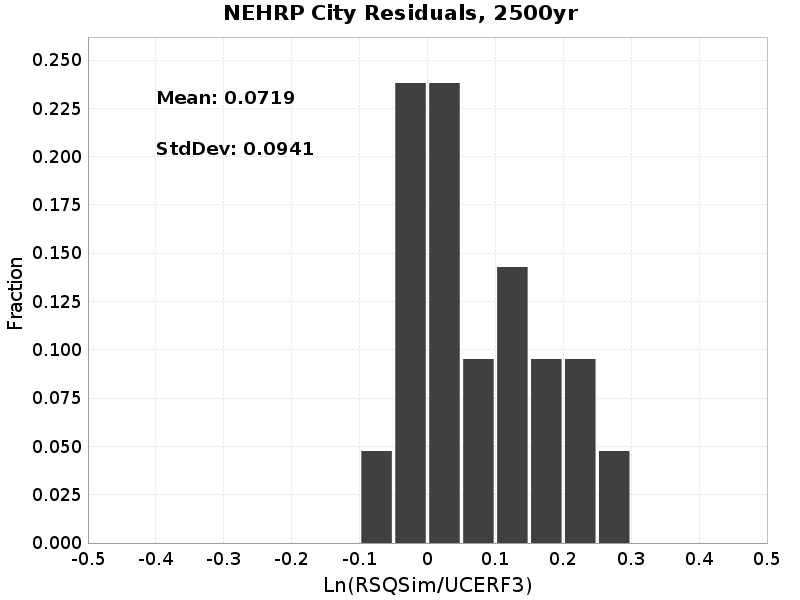 NEHRP City Residuals, 2500yr
Mean: 0.0719
StdDev: 0.0941
Fraction
0.250
0.225
0.200
0.175
0.150
0.125
0.100
0.075
0.050
0.025
0.000
-0.5 -0.4 -0.3 -0.2 -0.1 0 0.1 0.2 0.3 0.4 0.5
Ln(RSQSim/UCERF3)